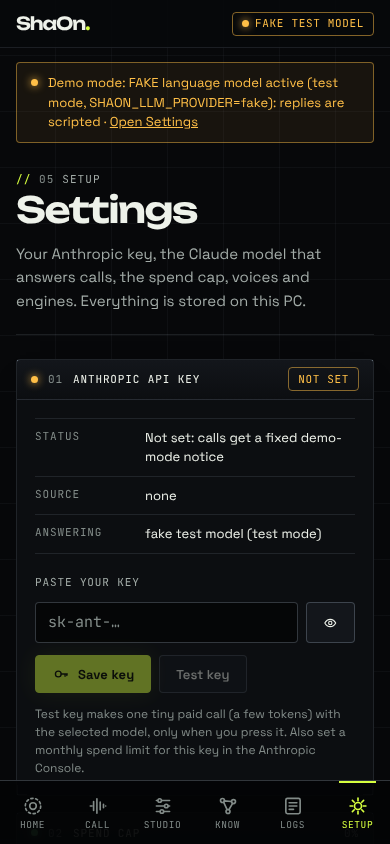 ShaOn.
FAKE TEST MODEL
Demo mode: FAKE language model active (test
mode, SHAON_LLM_PROVIDER=fake): replies are
scripted · Open Settings
// 05 SETUP
Settings
Your Anthropic key, the Claude model that
answers calls, the spend cap, voices and
engines. Everything is stored on this PC.
01 ANTHROPIC API KEY
NOT SET
STATUS
Not set: calls get a fixed demo-
mode notice
SOURCE
none
ANSWERING
fake test model (test mode)
PASTE YOUR KEY
sk-ant-…
Save key
Test key
Test key makes one tiny paid call (a few tokens) with
the selected model, only when you press it. Also set a
monthly spend limit for this key in the Anthropic
Console.
HOME
CALL
STUDIO
KNOW
LOGS
SETUP
SPEND CAP